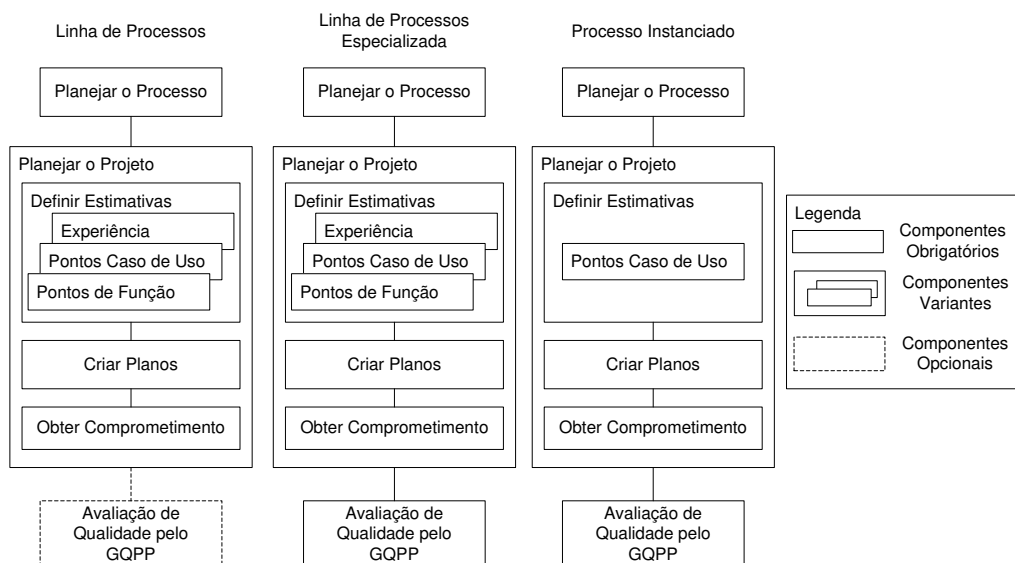 Linha de Processos
Planejar o Processo
Planejar o Projeto
Definir Estimativas
Experiência
Pontos Caso de Uso
Pontos de Função
Criar Planos
Obter Comprometimento
Avaliação de
Qualidade pelo
GQPP
Linha de Processos
Especializada
Planejar o Processo
Planejar o Projeto
Definir Estimativas
Experiência
Pontos Caso de Uso
Pontos de Função
Criar Planos
Obter Comprometimento
Avaliação de
Qualidade pelo
GQPP
Processo Instanciado
Planejar o Processo
Planejar o Projeto
Definir Estimativas
Pontos Caso de Uso
Criar Planos
Obter Comprometimento
Avaliação de
Qualidade pelo
GQPP
Legenda
Componentes
Obrigatórios
Componentes
Variantes
Componentes
Opcionais